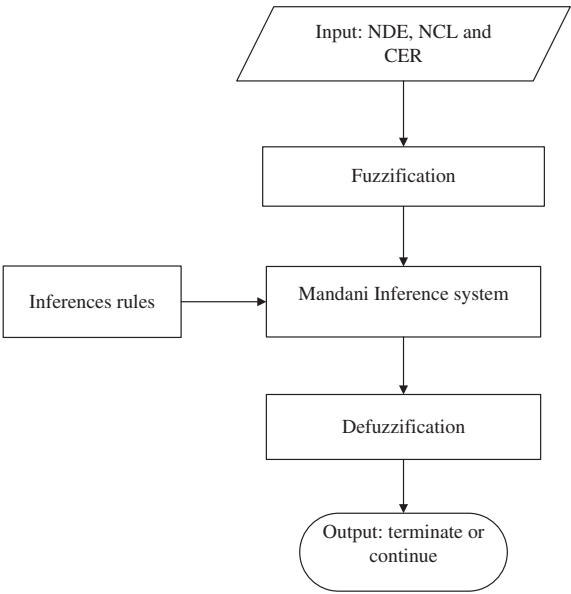 Input: NDE, NCL and
CER
Fuzzification
Inferences rules
Mandani Inference system
Defuzzification
Output: terminate or
continue